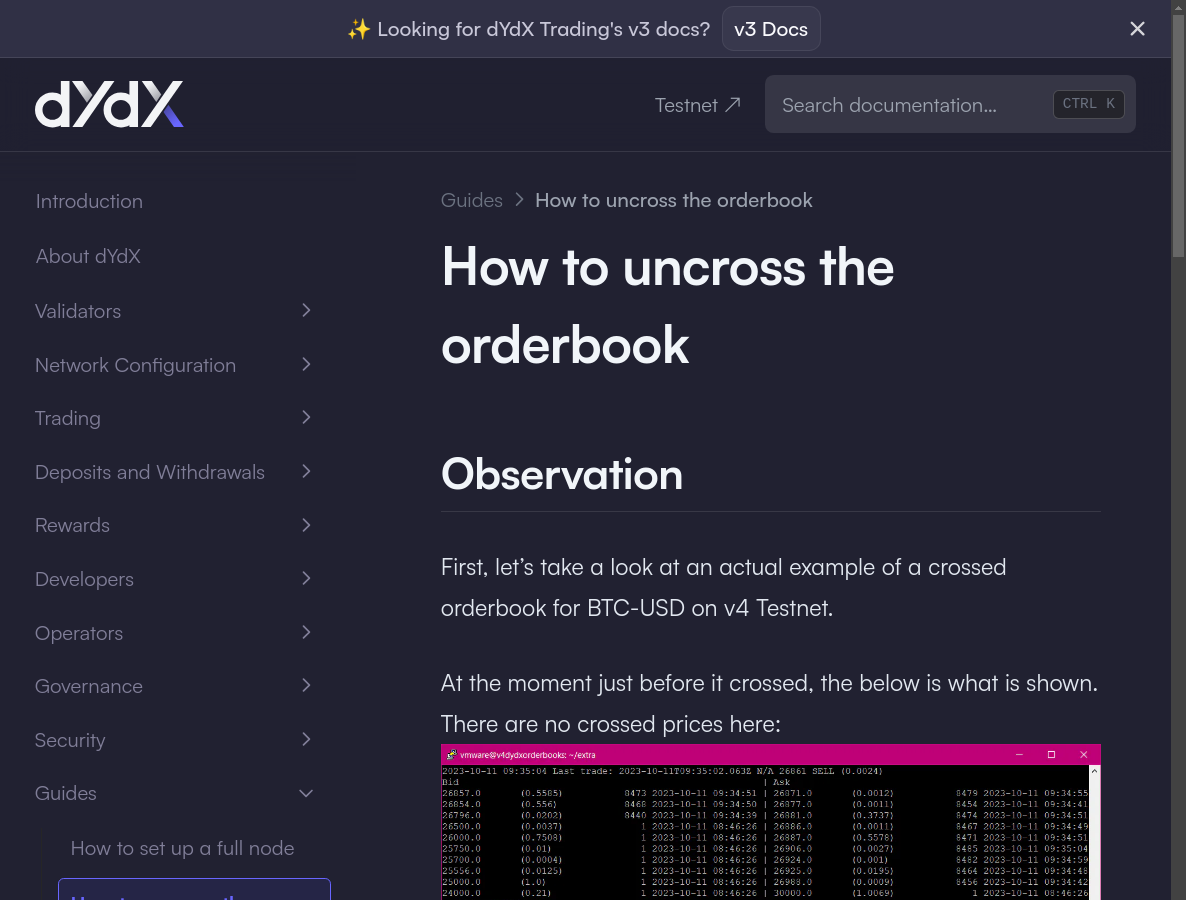 ✨ Looking for dYdX Trading's v3 docs? v3 Docs
dYdX
Testnet
Search documentation…
CTRL K
Introduction
About dYdX
Validators
Network Configuration
Trading
Deposits and Withdrawals
Rewards
Developers
Operators
Governance
Security
Guides
How to set up a full node
Guides > How to uncross the orderbook
How to uncross the
orderbook
Observation
First, let’s take a look at an actual example of a crossed
orderbook for BTC-USD on v4 Testnet.
At the moment just before it crossed, the below is what is shown.
There are no crossed prices here:
vmware@v4dydxorderbooks: ~/extra
2023-10-11 09:35:04 Last trade: 2023-10-11T09:35:02.063Z N/A 26861 SELL (0.0024)
Bid | Ask
26857.0 (0.5585) 8473 2023-10-11 09:34:51 | 26871.0 (0.0012) 8479 2023-10-11 09:34:55
26854.0 (0.556) 8468 2023-10-11 09:34:50 | 26877.0 (0.0011) 8454 2023-10-11 09:34:41
26796.0 (0.0202) 8440 2023-10-11 09:34:39 | 26881.0 (0.3737) 8474 2023-10-11 09:34:51
26500.0 (0.0037) 1 2023-10-11 08:46:26 | 26886.0 (0.0011) 8467 2023-10-11 09:34:49
26000.0 (0.7508) 1 2023-10-11 08:46:26 | 26887.0 (0.5578) 8471 2023-10-11 09:34:51
25750.0 (0.01) 1 2023-10-11 08:46:26 | 26906.0 (0.0027) 8485 2023-10-11 09:35:04
25700.0 (0.0004) 1 2023-10-11 08:46:26 | 26924.0 (0.001) 8482 2023-10-11 09:34:59
25556.0 (0.0125) 1 2023-10-11 08:46:26 | 26925.0 (0.0195) 8464 2023-10-11 09:34:48
25000.0 (1.0) 1 2023-10-11 08:46:26 | 26988.0 (0.0009) 8456 2023-10-11 09:34:42
24000.0 (0.21) 1 2023-10-11 08:46:26 | 30000.0 (1.0069) 1 2023-10-11 08:46:26